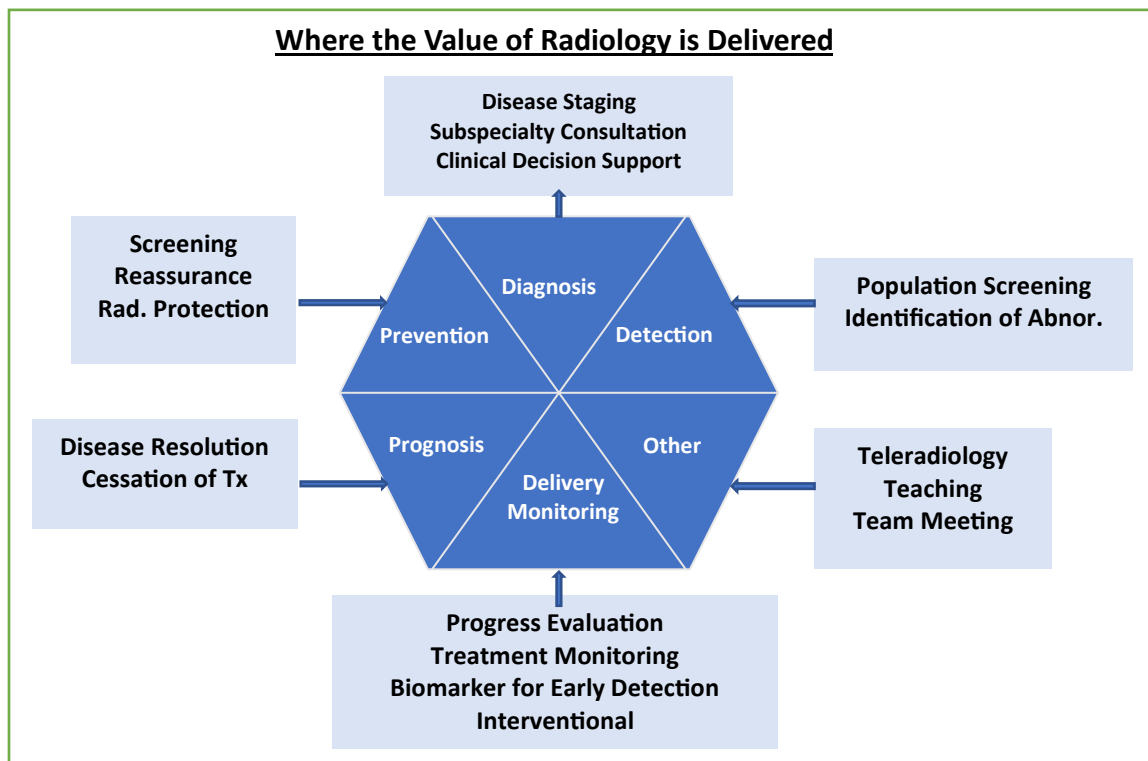 Where the Value of Radiology is Delivered
Disease Staging
Subspecialty Consultation
Clinical Decision Support
Screening
Reassurance
Rad. Protection
Diagnosis
Prevention
Detection
Population Screening
Identification of Abnor.
Disease Resolution
Cessation of Tx
Prognosis
Other
Delivery
Monitoring
Teleradiology
Teaching
Team Meeting
Progress Evaluation
Treatment Monitoring
Biomarker for Early Detection
Interventional